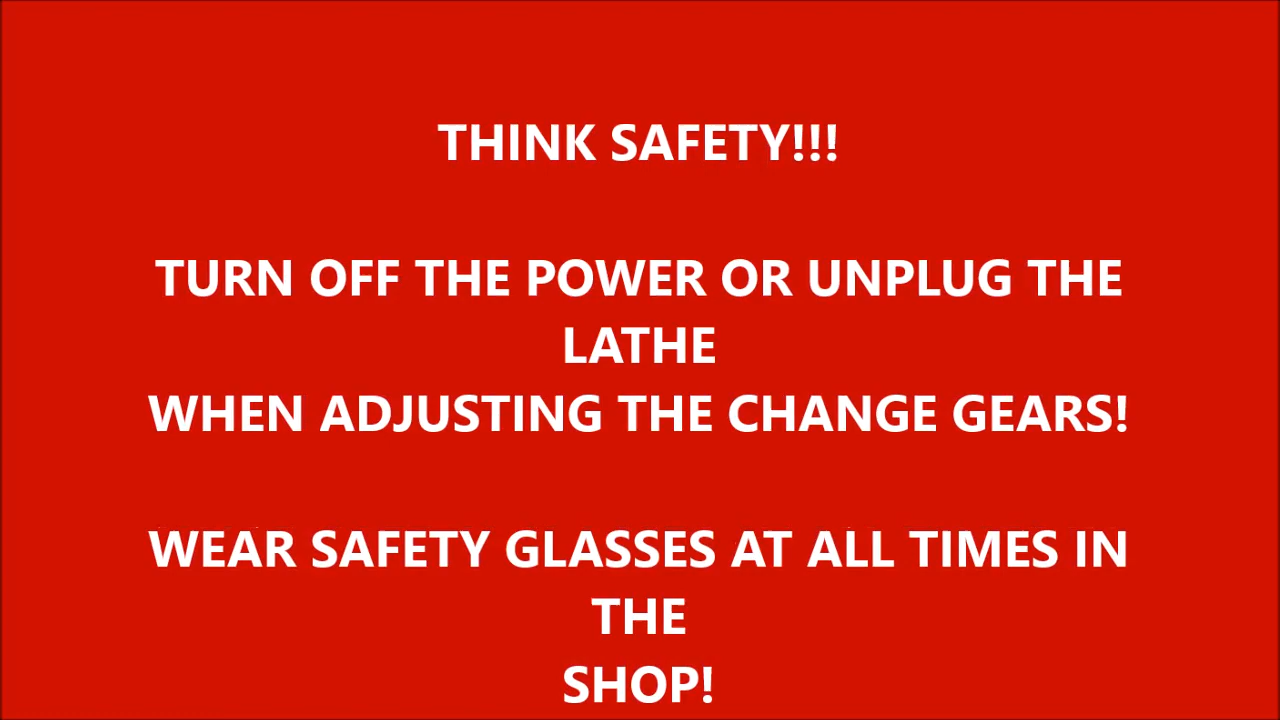 THINK SAFETY!!!
TURN OFF THE POWER OR UNPLUG THE
LATHE
WHEN ADJUSTING THE CHANGE GEARS!
WEAR SAFETY GLASSES AT ALL TIMES IN
THE
SHOP!